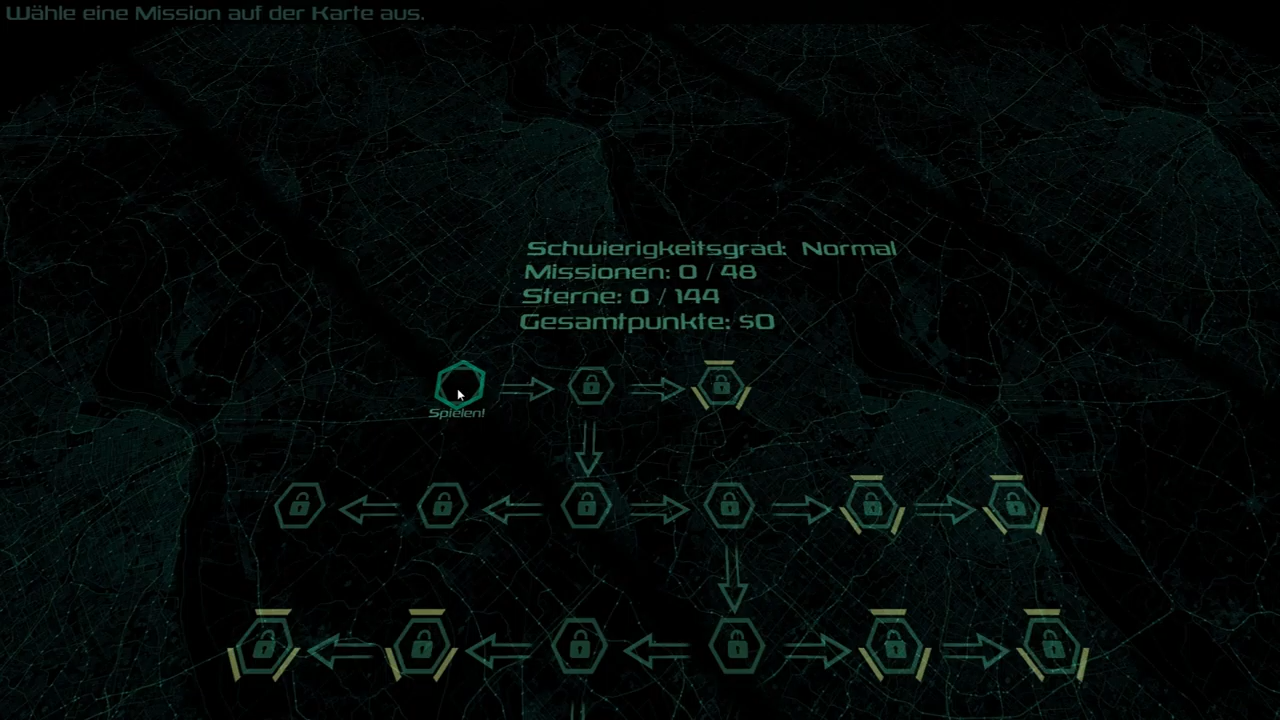 Wähle eine Mission auf der Karte aus.
Schwierigkeitsgrad: Normal
Missionen: 0 / 48
Sterne: 0 / 144
Gesamtpunkte: $0
Spielen!